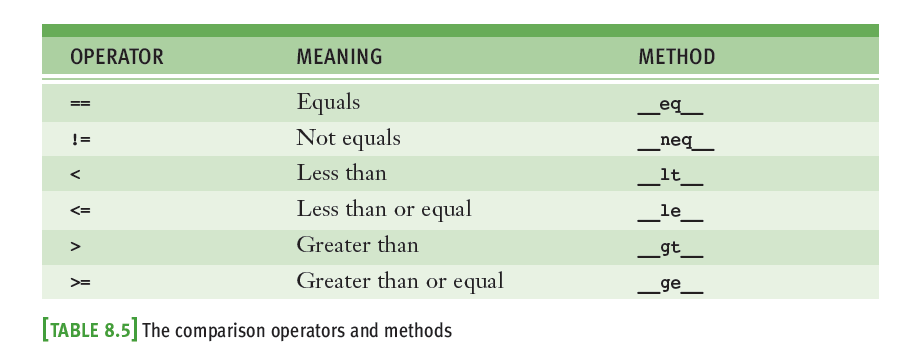 OPERATOR MEANING METHOD
== Equals __eq__
!= Not equals __neq__
< Less than __lt__
<= Less than or equal __le__
> Greater than __gt__
>= Greater than or equal __ge__
[TABLE 8.5] The comparison operators and methods